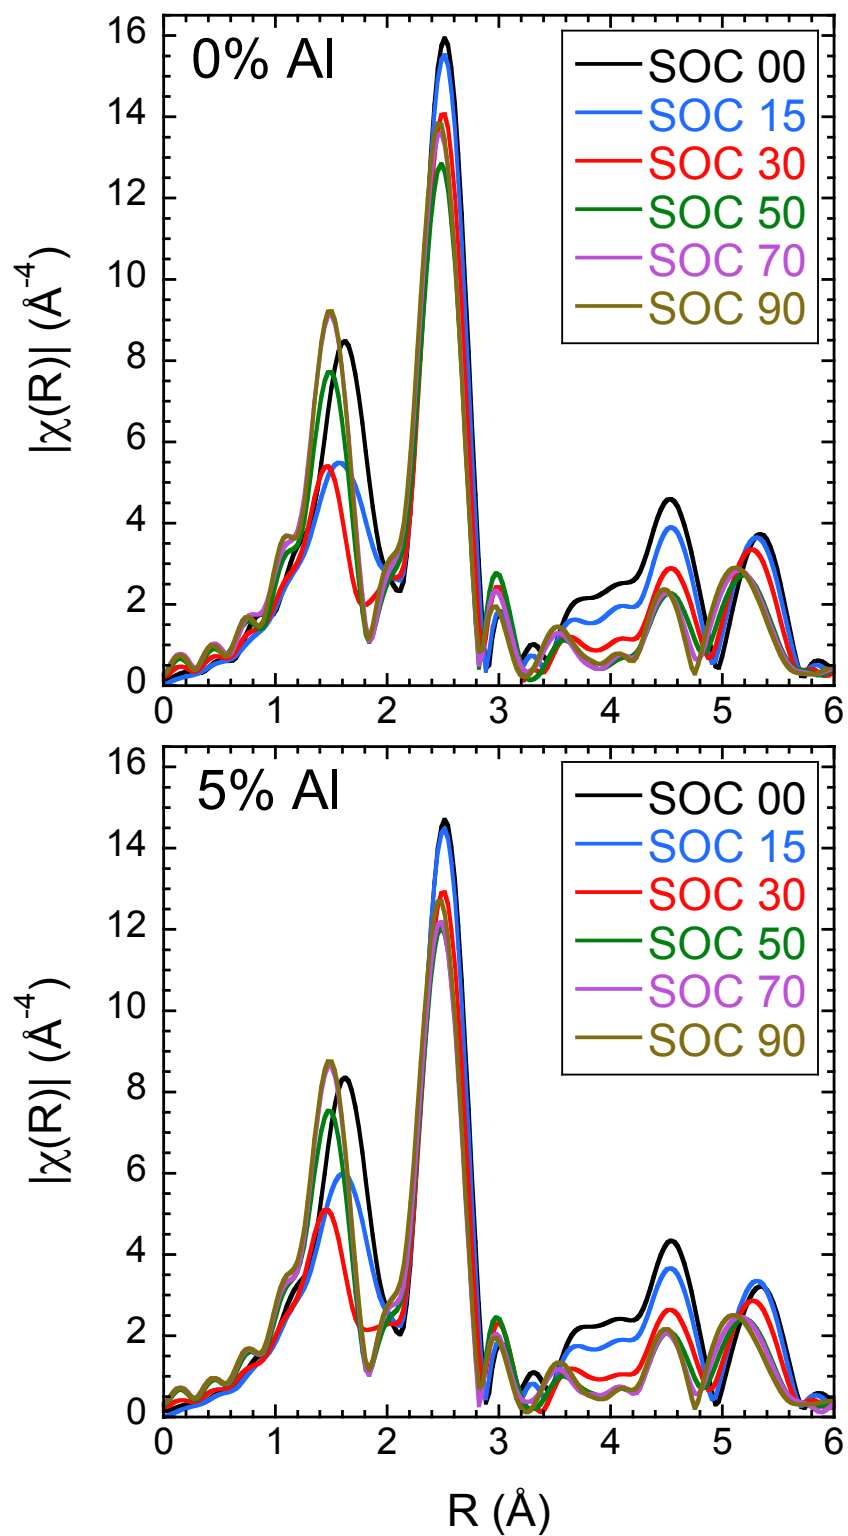 0% Al
SOC 00
SOC 15
SOC 30
SOC 50
SOC 70
SOC 90
|χ(R)| (Å⁻⁴)
16
14
12
10
8
6
4
2
0
0 1 2 3 4 5 6
5% Al
SOC 00
SOC 15
SOC 30
SOC 50
SOC 70
SOC 90
|χ(R)| (Å⁻⁴)
16
14
12
10
8
6
4
2
0
0 1 2 3 4 5 6
R (Å)